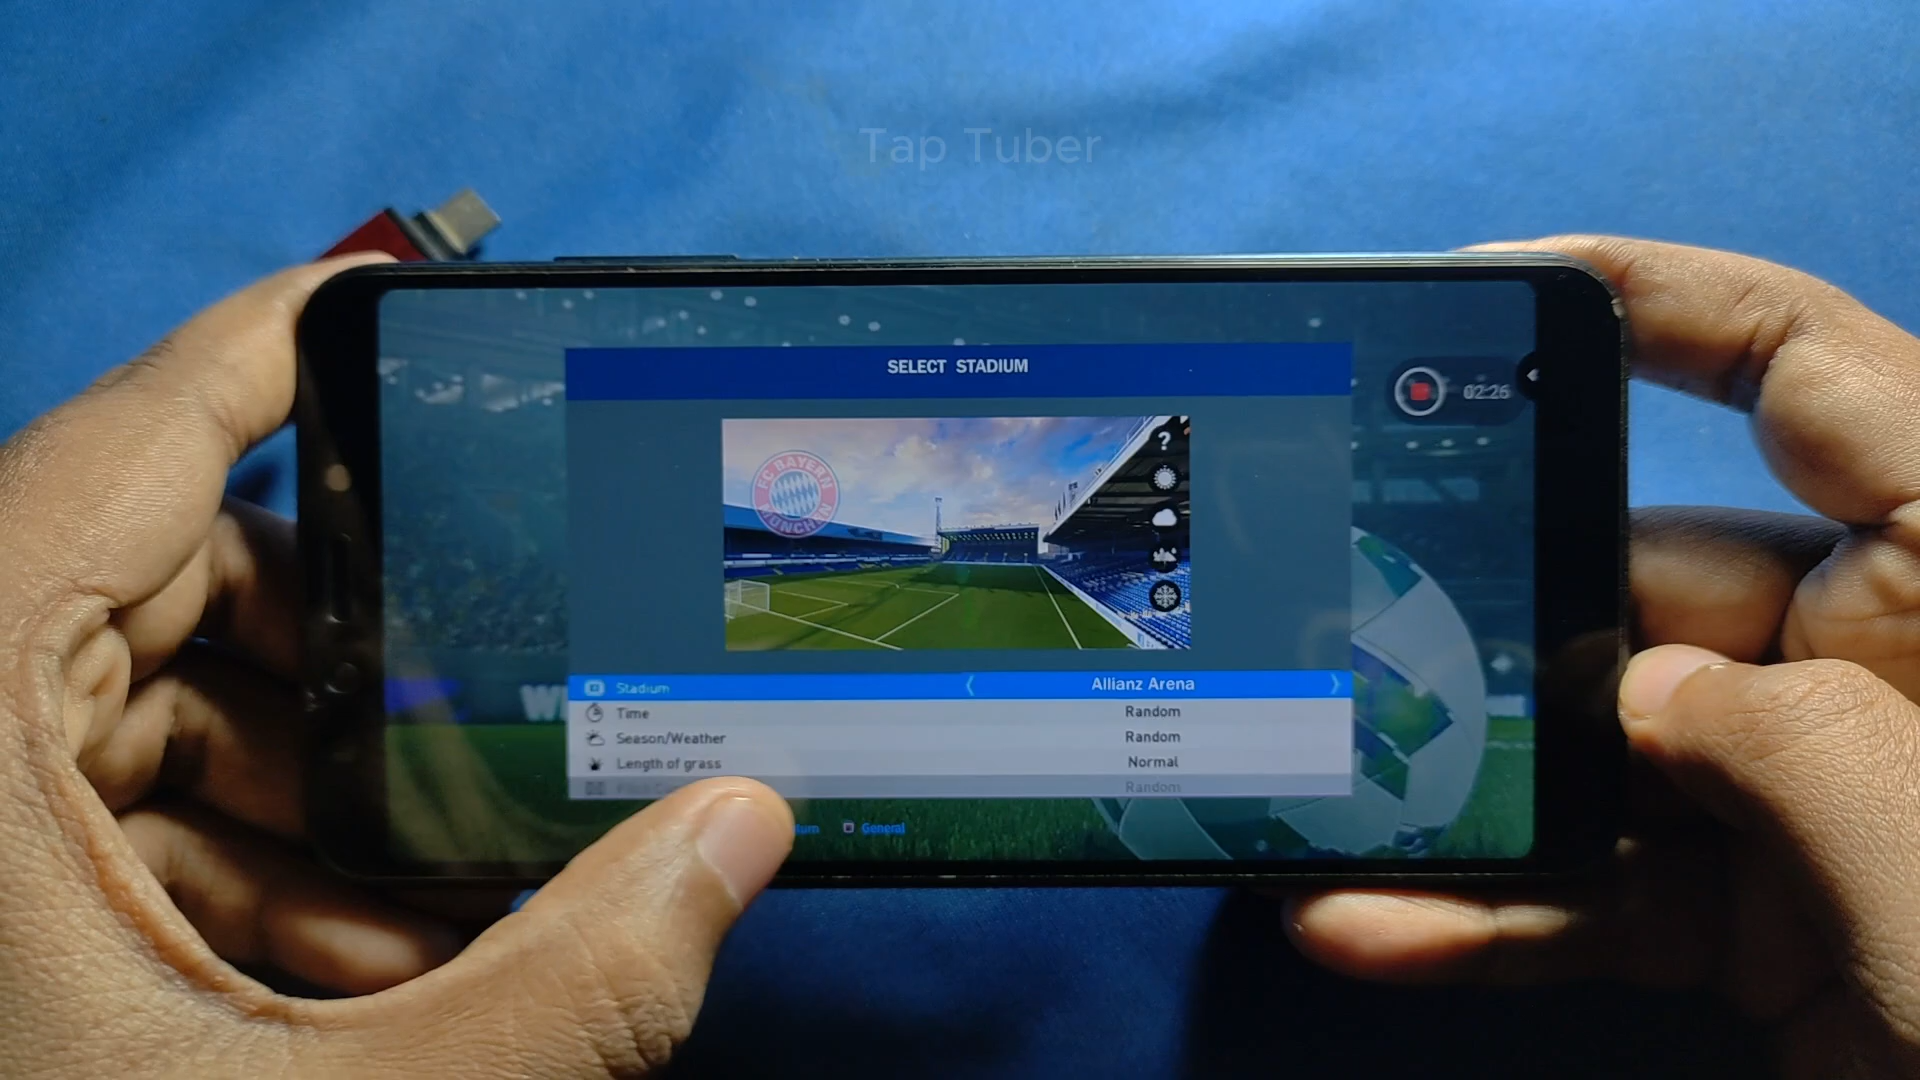 Tap Tuber
SELECT STADIUM
02:26
FC BAYERN
MÜNCHEN
?
Stadium Allianz Arena
Time Random
Season/Weather Random
Length of grass Normal
Random
General